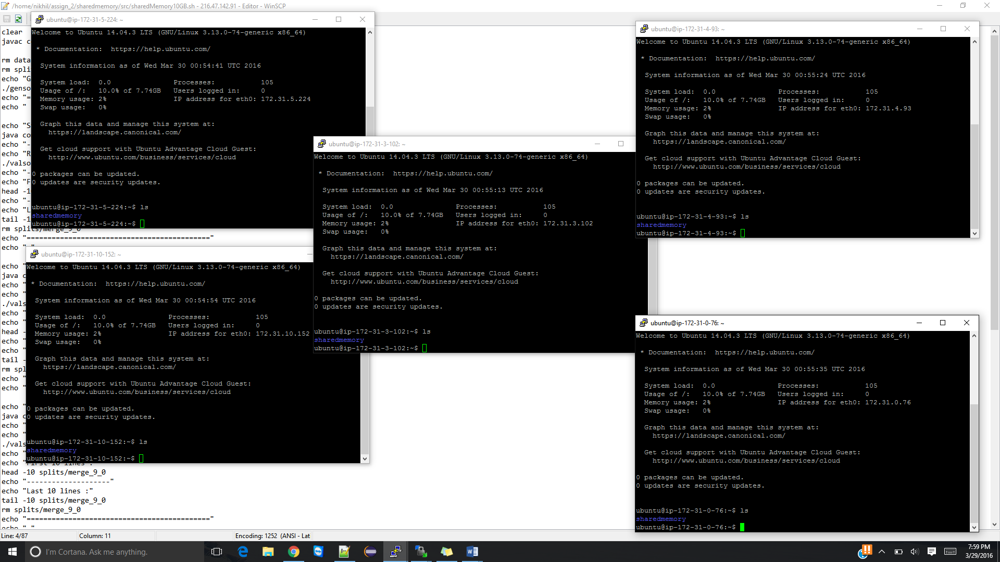 /home/nikhil/assign_2/sharedmemory/src/sharedMemory10GB.sh - 216.47.142.91 - Editor - WinSCP
clear
javac c
rm data
rm spli
echo "G
./genso
echo "=
echo "
echo "S
java co
echo "-
echo "R
./valso
echo "-
echo "F
head -1
echo "-
echo "L
tail -1
rm splits/merge_9_0
echo "============================================"
echo " "
echo "
java c
echo "
echo "
./vals
echo "
echo "
head -
echo "
echo "
tail -
rm spl
echo "
echo "
echo "
java c
echo "
echo "
./vals
echo "
echo "First 10 lines :"
head -10 splits/merge_9_0
echo "--------------------"
echo "Last 10 lines :"
tail -10 splits/merge_9_0
rm splits/merge_9_0
echo "============================================"
echo " "
Line: 4/87
Column: 11
Encoding: 1252 (ANSI - Lat
ubuntu@ip-172-31-5-224: ~
Welcome to Ubuntu 14.04.3 LTS (GNU/Linux 3.13.0-74-generic x86_64)
* Documentation: https://help.ubuntu.com/
System information as of Wed Mar 30 00:54:41 UTC 2016
System load: 0.0 Processes: 105
Usage of /: 10.0% of 7.74GB Users logged in: 0
Memory usage: 2% IP address for eth0: 172.31.5.224
Swap usage: 0%
Graph this data and manage this system at:
https://landscape.canonical.com/
Get cloud support with Ubuntu Advantage Cloud Guest:
http://www.ubuntu.com/business/services/cloud
0 packages can be updated.
0 updates are security updates.
ubuntu@ip-172-31-5-224:~$ ls
sharedmemory
ubuntu@ip-172-31-5-224:~$
ubuntu@ip-172-31-10-152: ~
Welcome to Ubuntu 14.04.3 LTS (GNU/Linux 3.13.0-74-generic x86_64)
* Documentation: https://help.ubuntu.com/
System information as of Wed Mar 30 00:54:54 UTC 2016
System load: 0.0 Processes: 105
Usage of /: 10.0% of 7.74GB Users logged in: 0
Memory usage: 2% IP address for eth0: 172.31.10.152
Swap usage: 0%
Graph this data and manage this system at:
https://landscape.canonical.com/
Get cloud support with Ubuntu Advantage Cloud Guest:
http://www.ubuntu.com/business/services/cloud
0 packages can be updated.
0 updates are security updates.
ubuntu@ip-172-31-10-152:~$ ls
sharedmemory
ubuntu@ip-172-31-10-152:~$
ubuntu@ip-172-31-3-102: ~
Welcome to Ubuntu 14.04.3 LTS (GNU/Linux 3.13.0-74-generic x86_64)
* Documentation: https://help.ubuntu.com/
System information as of Wed Mar 30 00:55:13 UTC 2016
System load: 0.0 Processes: 105
Usage of /: 10.0% of 7.74GB Users logged in: 0
Memory usage: 2% IP address for eth0: 172.31.3.102
Swap usage: 0%
Graph this data and manage this system at:
https://landscape.canonical.com/
Get cloud support with Ubuntu Advantage Cloud Guest:
http://www.ubuntu.com/business/services/cloud
0 packages can be updated.
0 updates are security updates.
ubuntu@ip-172-31-3-102:~$ ls
sharedmemory
ubuntu@ip-172-31-3-102:~$
ubuntu@ip-172-31-4-93: ~
Welcome to Ubuntu 14.04.3 LTS (GNU/Linux 3.13.0-74-generic x86_64)
* Documentation: https://help.ubuntu.com/
System information as of Wed Mar 30 00:55:24 UTC 2016
System load: 0.0 Processes: 105
Usage of /: 10.0% of 7.74GB Users logged in: 0
Memory usage: 2% IP address for eth0: 172.31.4.93
Swap usage: 0%
Graph this data and manage this system at:
https://landscape.canonical.com/
Get cloud support with Ubuntu Advantage Cloud Guest:
http://www.ubuntu.com/business/services/cloud
0 packages can be updated.
0 updates are security updates.
ubuntu@ip-172-31-4-93:~$ ls
sharedmemory
ubuntu@ip-172-31-4-93:~$
ubuntu@ip-172-31-0-76: ~
Welcome to Ubuntu 14.04.3 LTS (GNU/Linux 3.13.0-74-generic x86_64)
* Documentation: https://help.ubuntu.com/
System information as of Wed Mar 30 00:55:35 UTC 2016
System load: 0.0 Processes: 105
Usage of /: 10.0% of 7.74GB Users logged in: 0
Memory usage: 2% IP address for eth0: 172.31.0.76
Swap usage: 0%
Graph this data and manage this system at:
https://landscape.canonical.com/
Get cloud support with Ubuntu Advantage Cloud Guest:
http://www.ubuntu.com/business/services/cloud
0 packages can be updated.
0 updates are security updates.
ubuntu@ip-172-31-0-76:~$ ls
sharedmemory
ubuntu@ip-172-31-0-76:~$
I'm Cortana. Ask me anything.
7:59 PM
3/29/2016